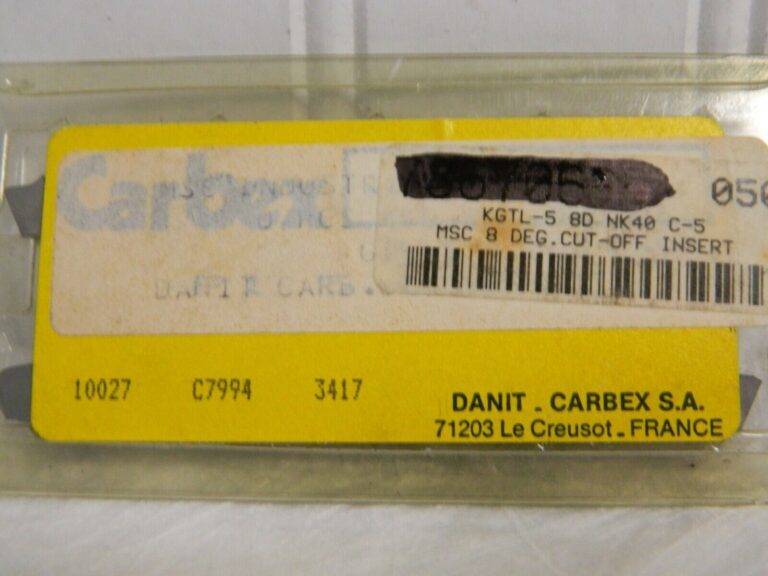 Carbex
050
KGTL-5 8D NK40 C-5
MSC 8 DEG.CUT-OFF INSERT
CARB.
10027 C7994 3417
DANIT - CARBEX S.A.
71203 Le Creusot - FRANCE